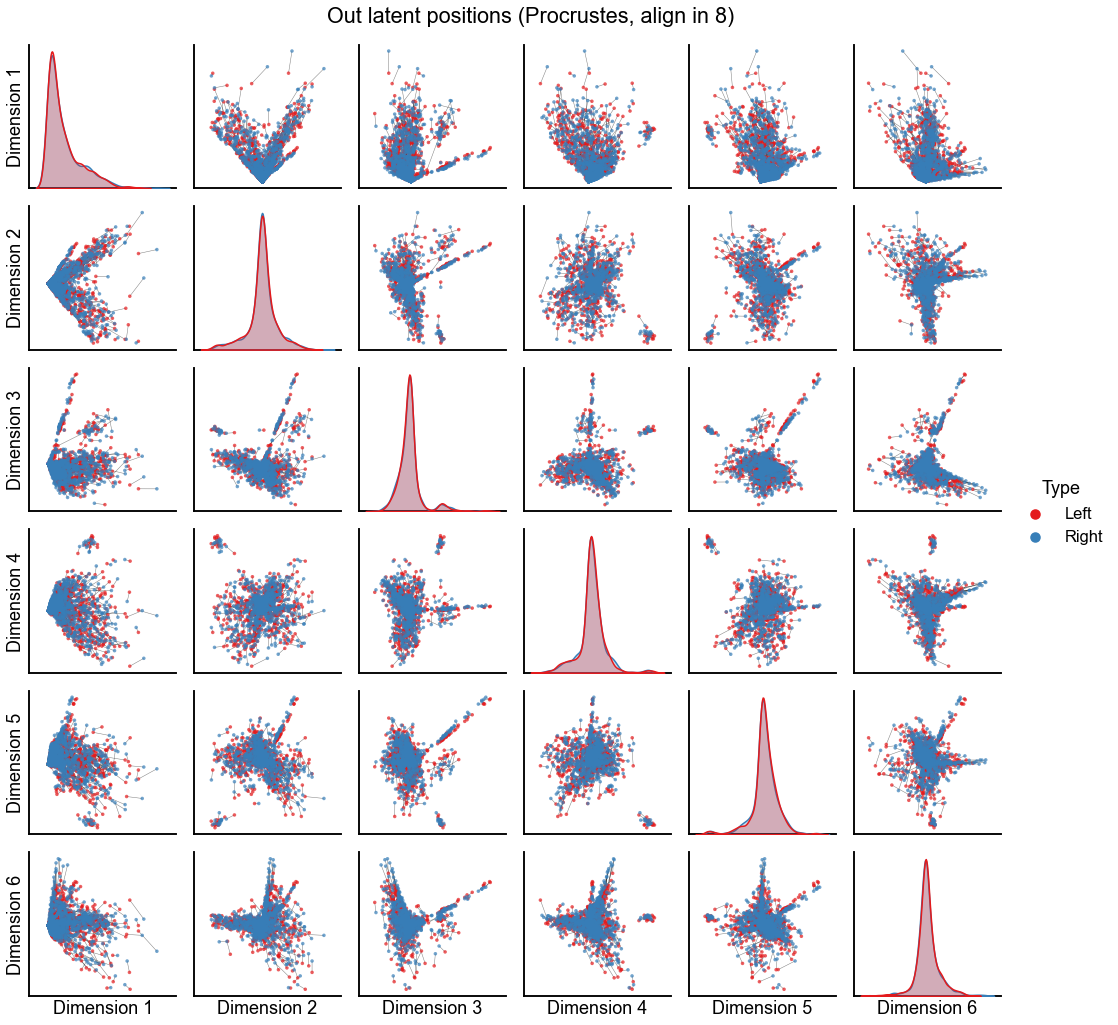 Out latent positions (Procrustes, align in 8)
Dimension 1
Dimension 2
Dimension 3
Dimension 4
Dimension 5
Dimension 6
Type
Left
Right
Dimension 1
Dimension 2
Dimension 3
Dimension 4
Dimension 5
Dimension 6